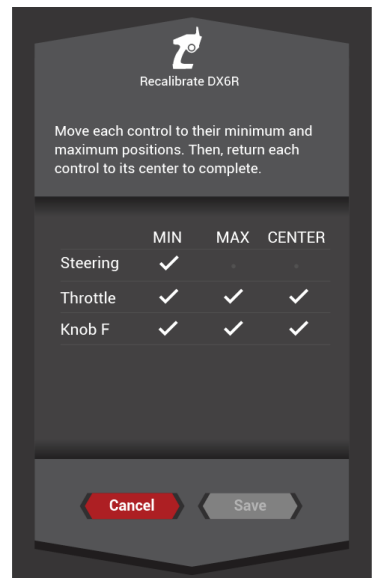 Recalibrate DX6R
Move each control to their minimum and
maximum positions. Then, return each
control to its center to complete.
MIN MAX CENTER
Steering
Throttle
Knob F
Cancel Save